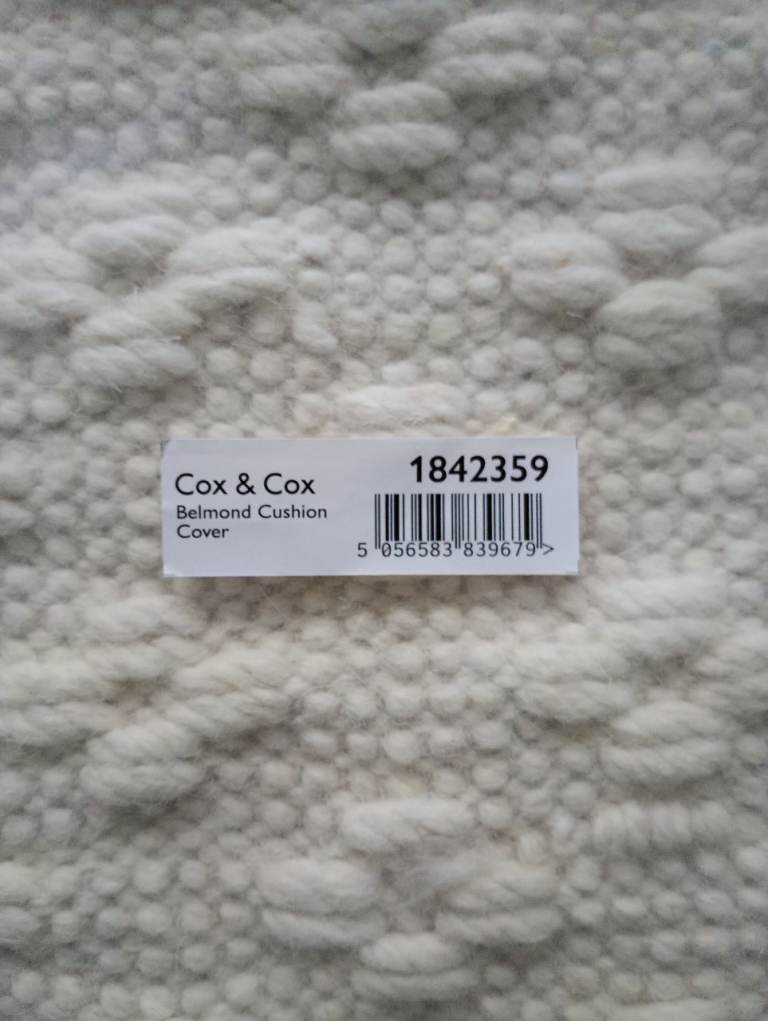 Cox & Cox
Belmond Cushion
Cover
1842359
5 056583 839679 >